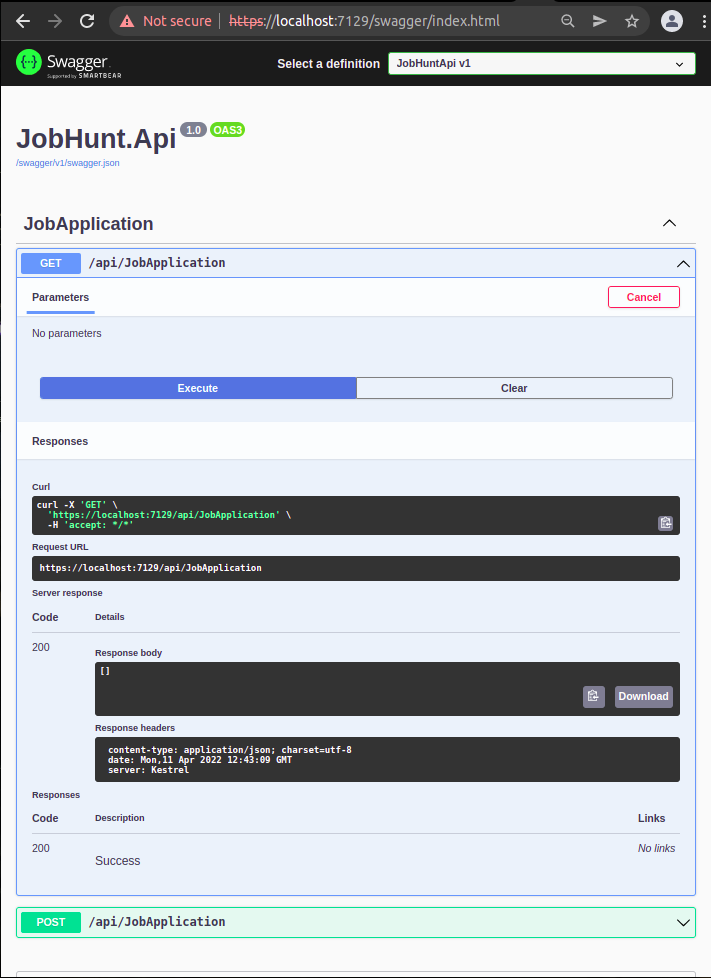 Not secure
https://localhost:7129/swagger/index.html
Swagger
Supported by SMARTBEAR
Select a definition
JobHuntApi v1
JobHunt.Api 1.0 OAS3
/swagger/v1/swagger.json
JobApplication
GET /api/JobApplication
Parameters
Cancel
No parameters
Execute
Clear
Responses
Curl
curl -X 'GET' \
'https://localhost:7129/api/JobApplication' \
-H 'accept: */*'
Request URL
https://localhost:7129/api/JobApplication
Server response
Code Details
200
Response body
[]
Download
Response headers
content-type: application/json; charset=utf-8
date: Mon,11 Apr 2022 12:43:09 GMT
server: Kestrel
Responses
Code Description Links
200 No links
Success
POST /api/JobApplication